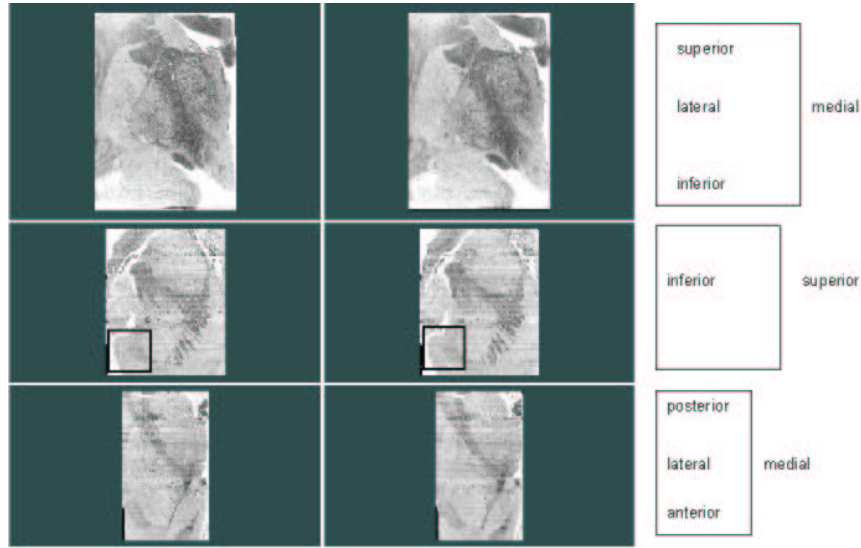 superior
lateral medial
inferior
inferior superior
posterior
lateral medial
anterior